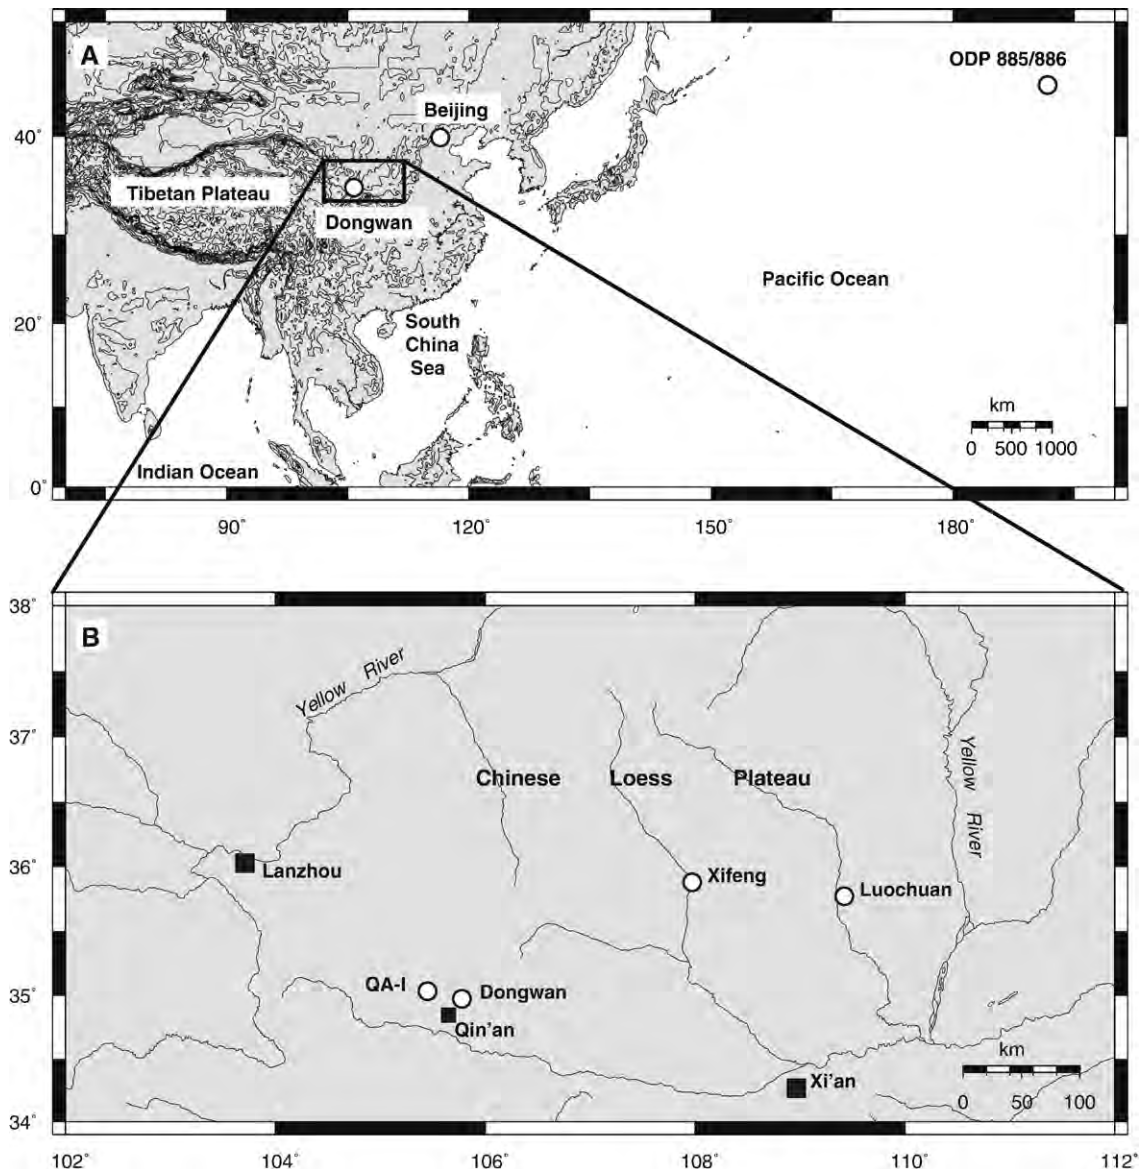 A
ODP 885/886
Beijing
40°
Tibetan Plateau
Dongwan
Pacific Ocean
20°
South
China
Sea
km
0 500 1000
Indian Ocean
0°
90° 120° 150° 180°
38°
B
Yellow River
37°
Chinese Loess Plateau
Yellow River
36°
Lanzhou
Xifeng
Luochuan
QA-I
Dongwan
35°
Qin'an
km
0 50 100
Xi'an
34°
102° 104° 106° 108° 110° 112°